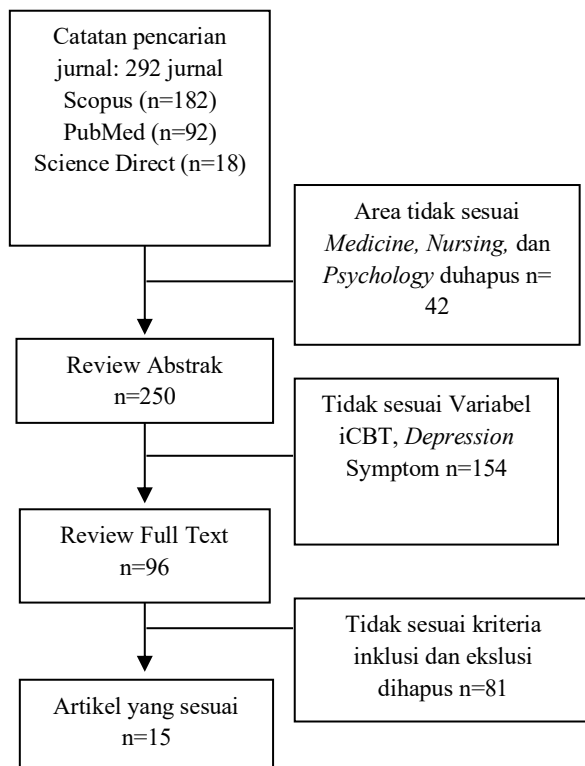 Catatan pencarian
jurnal: 292 jurnal
Scopus (n=182)
PubMed (n=92)
Science Direct (n=18)
Area tidak sesuai
Medicine, Nursing, dan
Psychology duhapus n=
42
Review Abstrak
n=250
Tidak sesuai Variabel
iCBT, Depression
Symptom n=154
Review Full Text
n=96
Tidak sesuai kriteria
inklusi dan ekslusi
dihapus n=81
Artikel yang sesuai
n=15